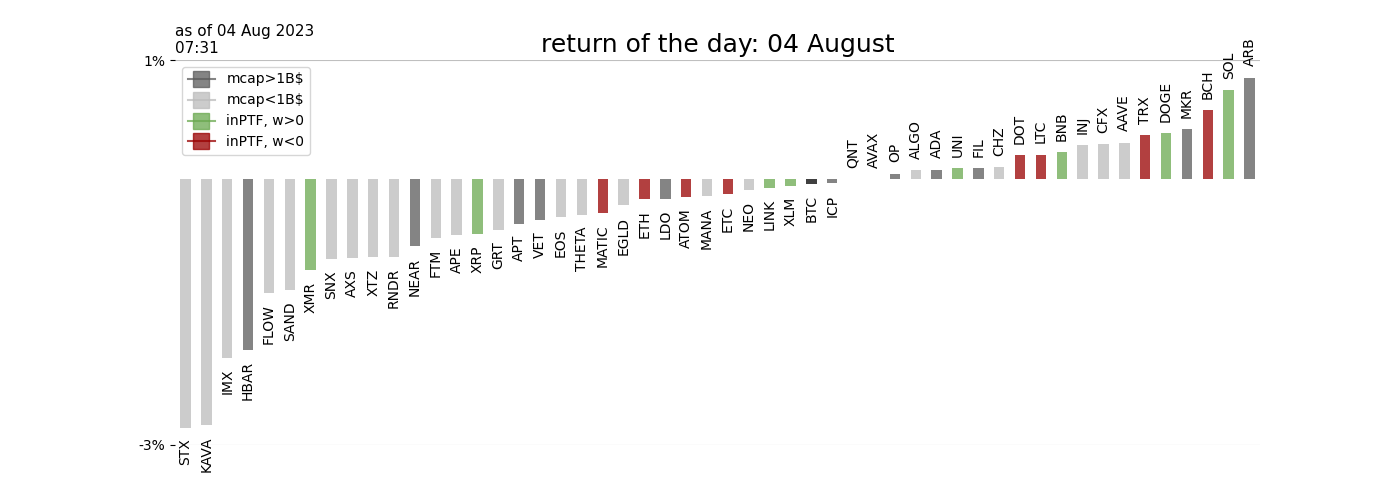 as of 04 Aug 2023
07:31
return of the day: 04 August
1%
mcap>1B$
mcap<1B$
inPTF, w>0
inPTF, w<0
-3%
STX
KAVA
IMX
HBAR
FLOW
SAND
XMR
SNX
AXS
XTZ
RNDR
NEAR
FTM
APE
XRP
GRT
APT
VET
EOS
THETA
MATIC
EGLD
ETH
LDO
ATOM
MANA
ETC
NEO
LINK
XLM
BTC
ICP
QNT
AVAX
OP
ALGO
ADA
UNI
FIL
CHZ
DOT
LTC
BNB
INJ
CFX
AAVE
TRX
DOGE
MKR
BCH
SOL
ARB